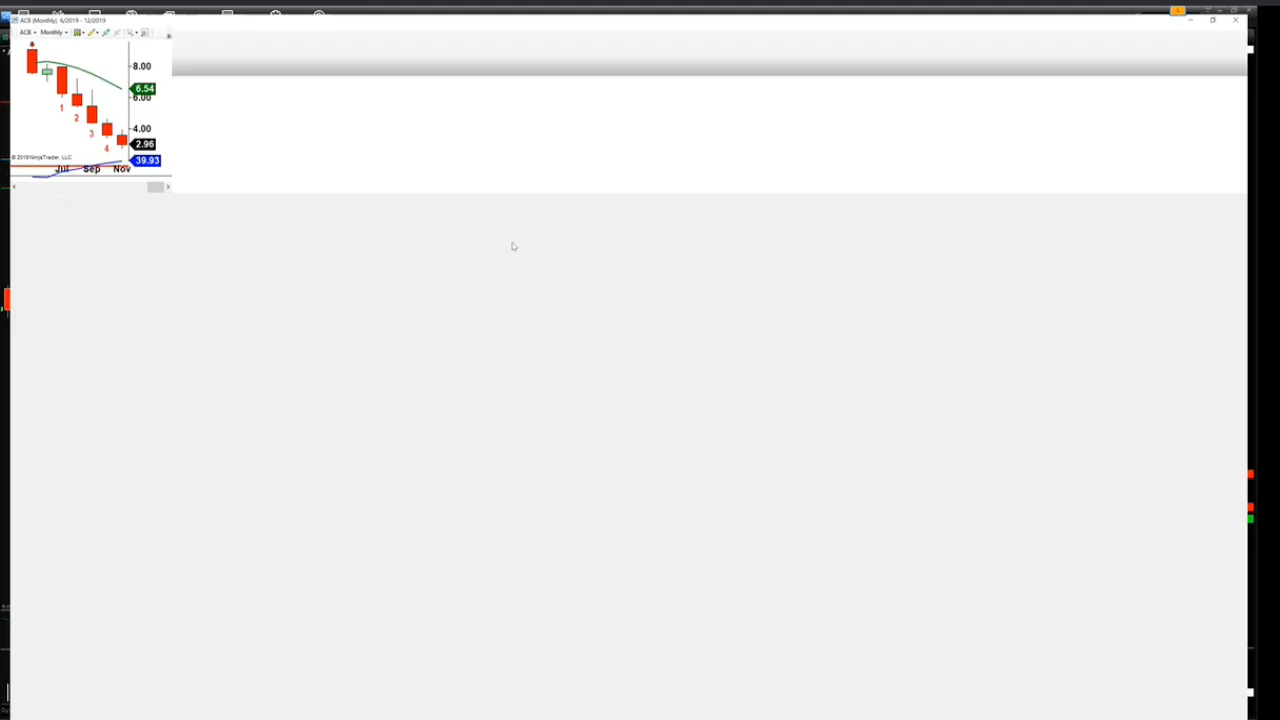 ACB (Monthly) 6/2019 - 12/2019
ACB Monthly
8.00
6.54
6.00
1
2
3
4
4.00
2.96
© 2019 NinjaTrader, LLC
39.93
Jul Sep Nov